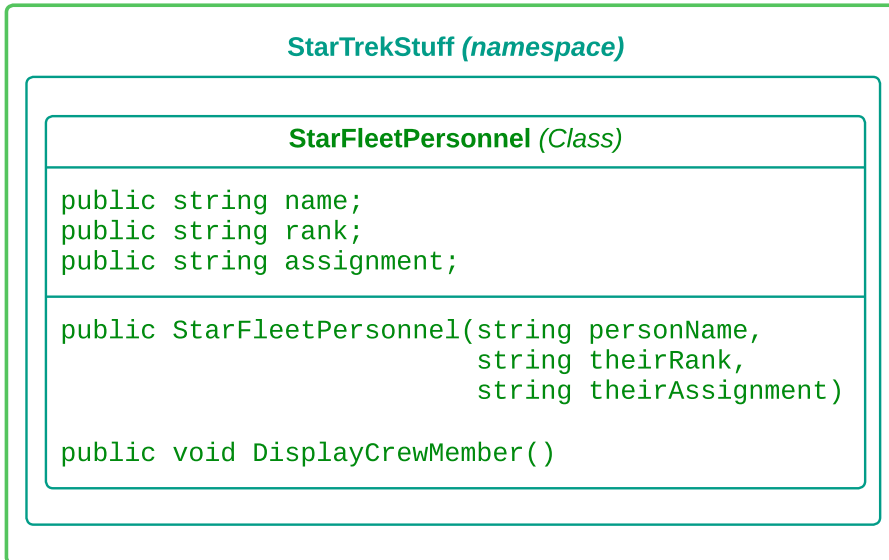 StarTrekStuff (namespace)
StarFleetPersonnel (Class)
public string name;
public string rank;
public string assignment;
public StarFleetPersonnel(string personName,
string theirRank,
string theirAssignment)
public void DisplayCrewMember()